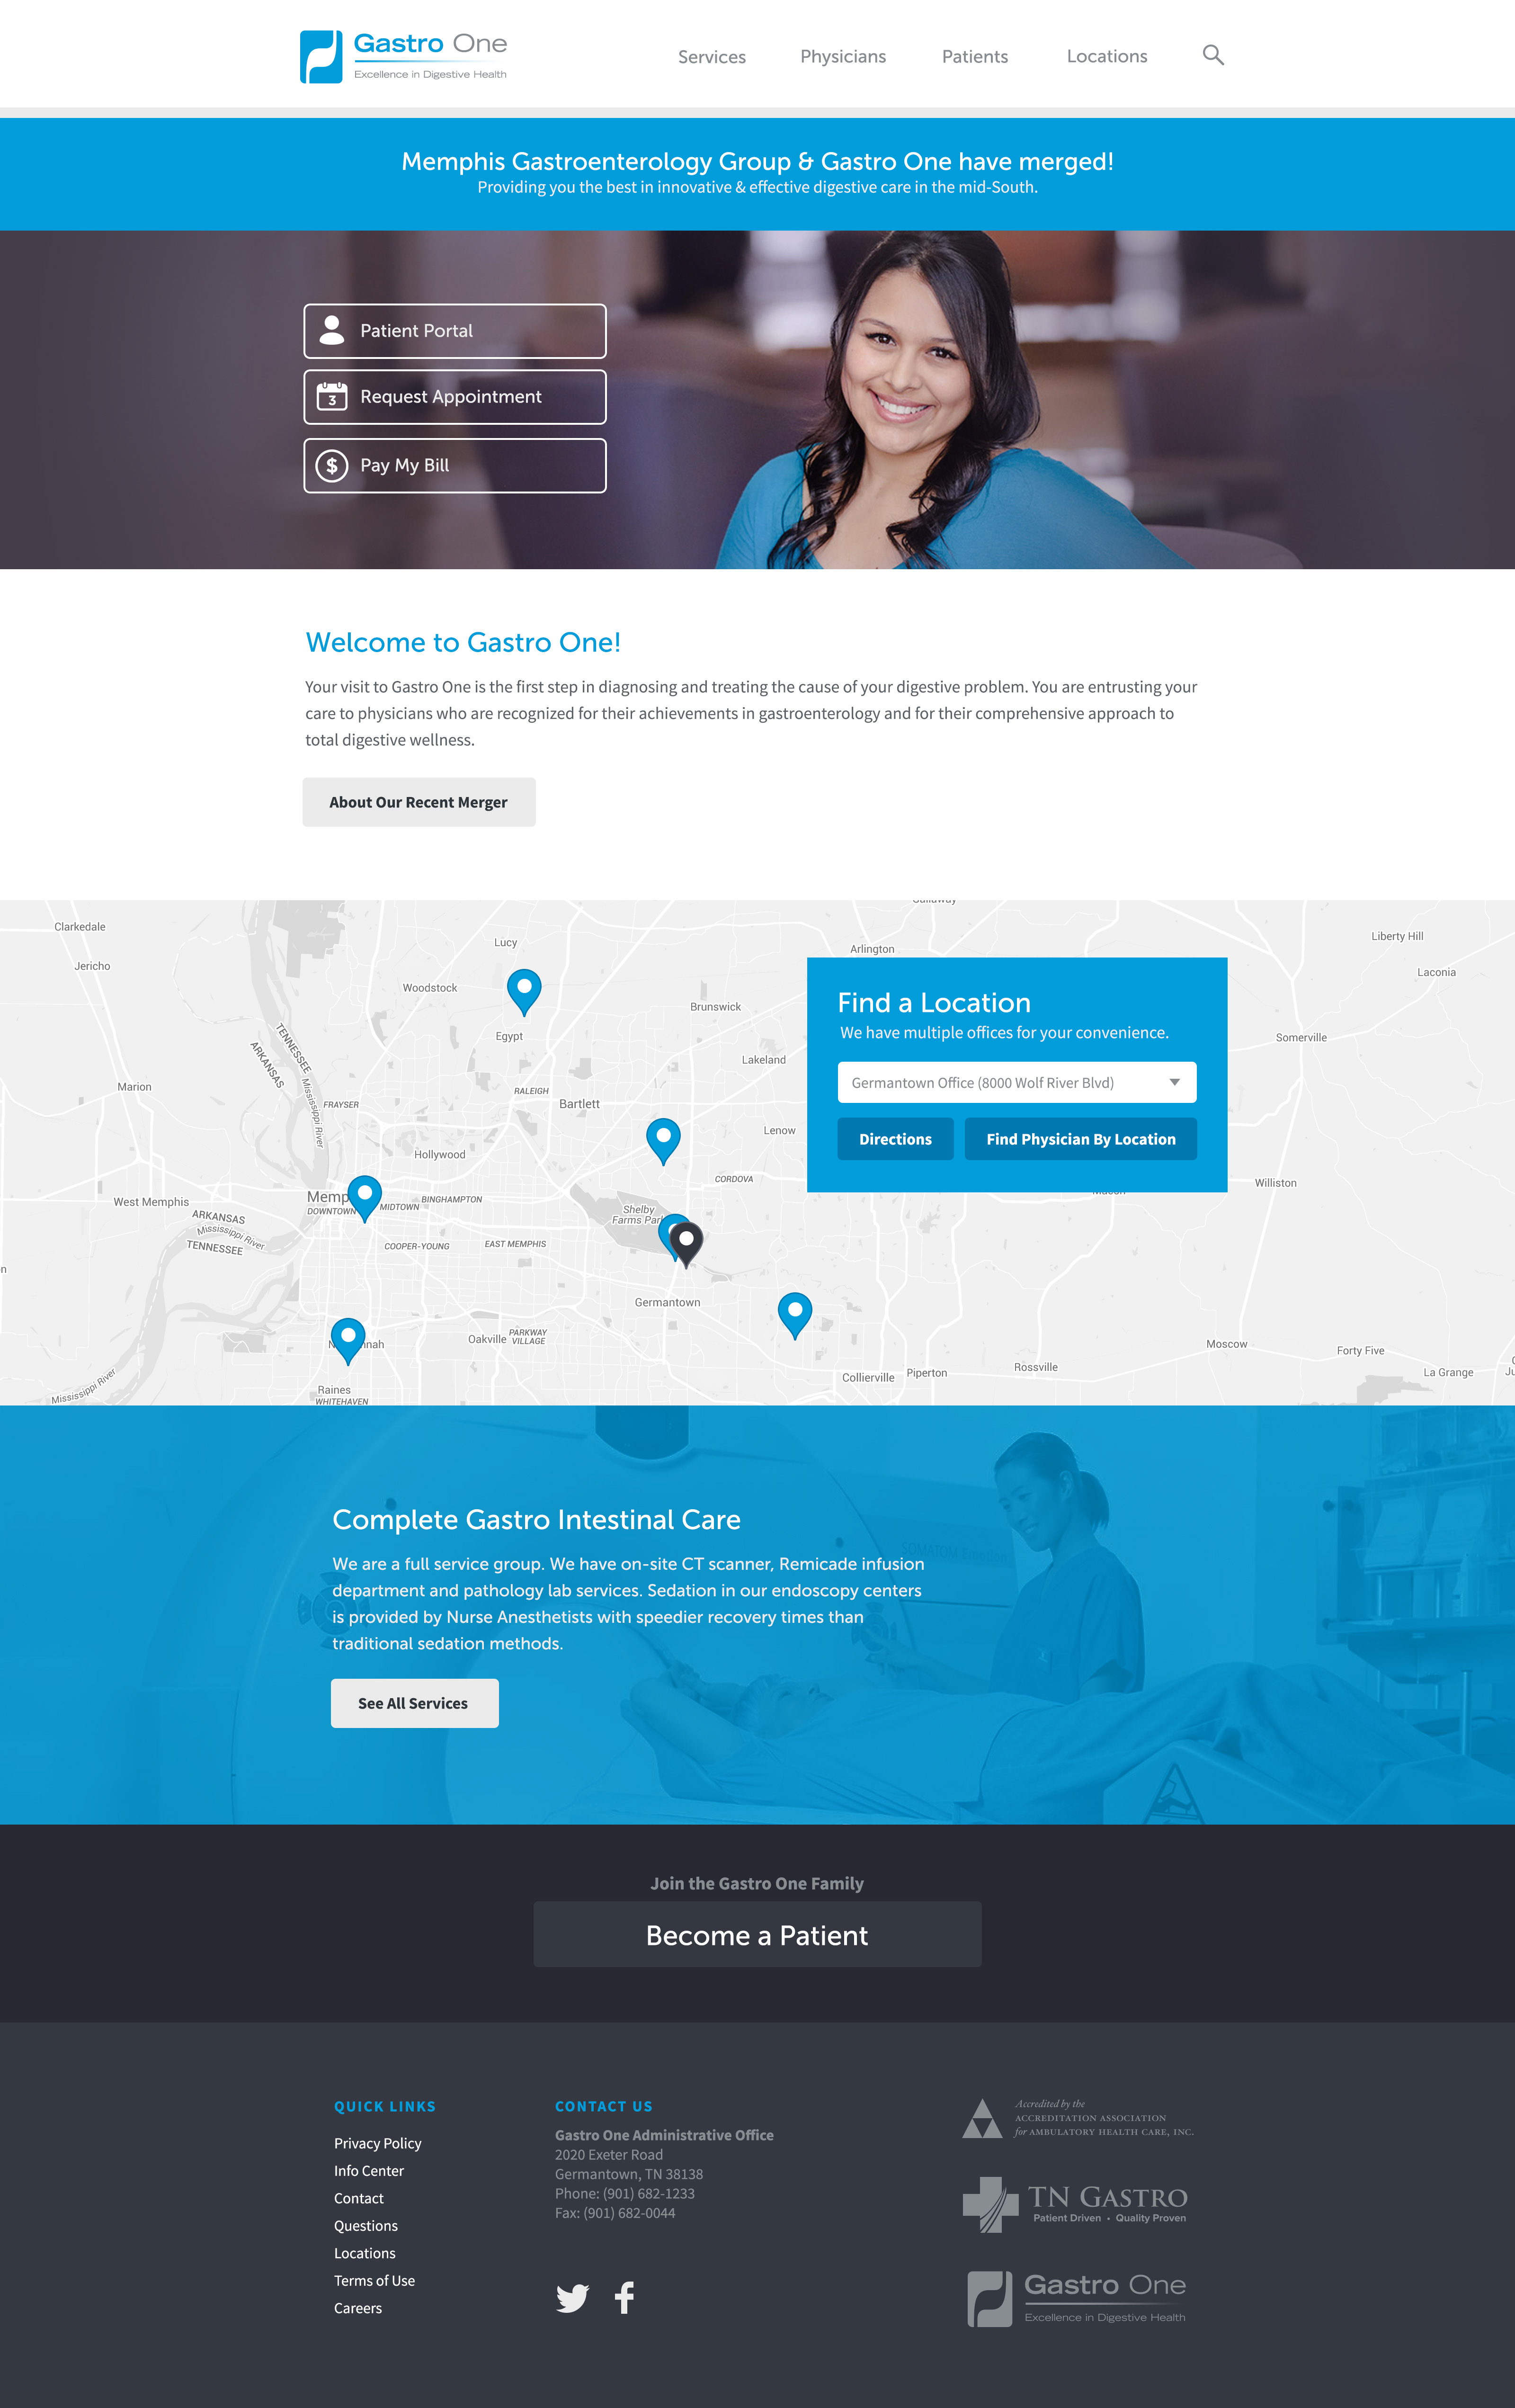 Gastro One
Excellence in Digestive Health
Services
Physicians
Patients
Locations
Memphis Gastroenterology Group & Gastro One have merged!
Providing you the best in innovative & effective digestive care in the mid-South.
Patient Portal
3
Request Appointment
$
Pay My Bill
Welcome to Gastro One!
Your visit to Gastro One is the first step in diagnosing and treating the cause of your digestive problem. You are entrusting your
care to physicians who are recognized for their achievements in gastroenterology and for their comprehensive approach to
total digestive wellness.
About Our Recent Merger
Clarkedale
Jericho
Lucy
Woodstock
Egypt
Brunswick
Arlington
Liberty Hill
Laconia
Lakeland
Somerville
Marion
TENNESSEE
ARKANSAS
Mississippi River
FRAYSER
RALEIGH
Bartlett
Lenow
Hollywood
CORDOVA
Williston
West Memphis
DOWNTOWN
MIDTOWN
BINGHAMPTON
Shelby
Farms
ARKANSAS
Mississippi River
TENNESSEE
COOPER-YOUNG
EAST MEMPHIS
Germantown
Oakville
PARKWAY
VILLAGE
Moscow
Forty Five
Collierville
Piperton
Rossville
La Grange
Mississippi River
Raines
WHITEHAVEN
Find a Location
We have multiple offices for your convenience.
Germantown Office (8000 Wolf River Blvd)
Directions
Find Physician By Location
Complete Gastro Intestinal Care
We are a full service group. We have on-site CT scanner, Remicade infusion
department and pathology lab services. Sedation in our endoscopy centers
is provided by Nurse Anesthetists with speedier recovery times than
traditional sedation methods.
See All Services
Join the Gastro One Family
Become a Patient
QUICK LINKS
Privacy Policy
Info Center
Contact
Questions
Locations
Terms of Use
Careers
CONTACT US
Gastro One Administrative Office
2020 Exeter Road
Germantown, TN 38138
Phone: (901) 682-1233
Fax: (901) 682-0044
Accredited by the
ACCREDITATION ASSOCIATION
for AMBULATORY HEALTH CARE, INC.
TN GASTRO
Patient Driven • Quality Proven
Gastro One
Excellence in Digestive Health